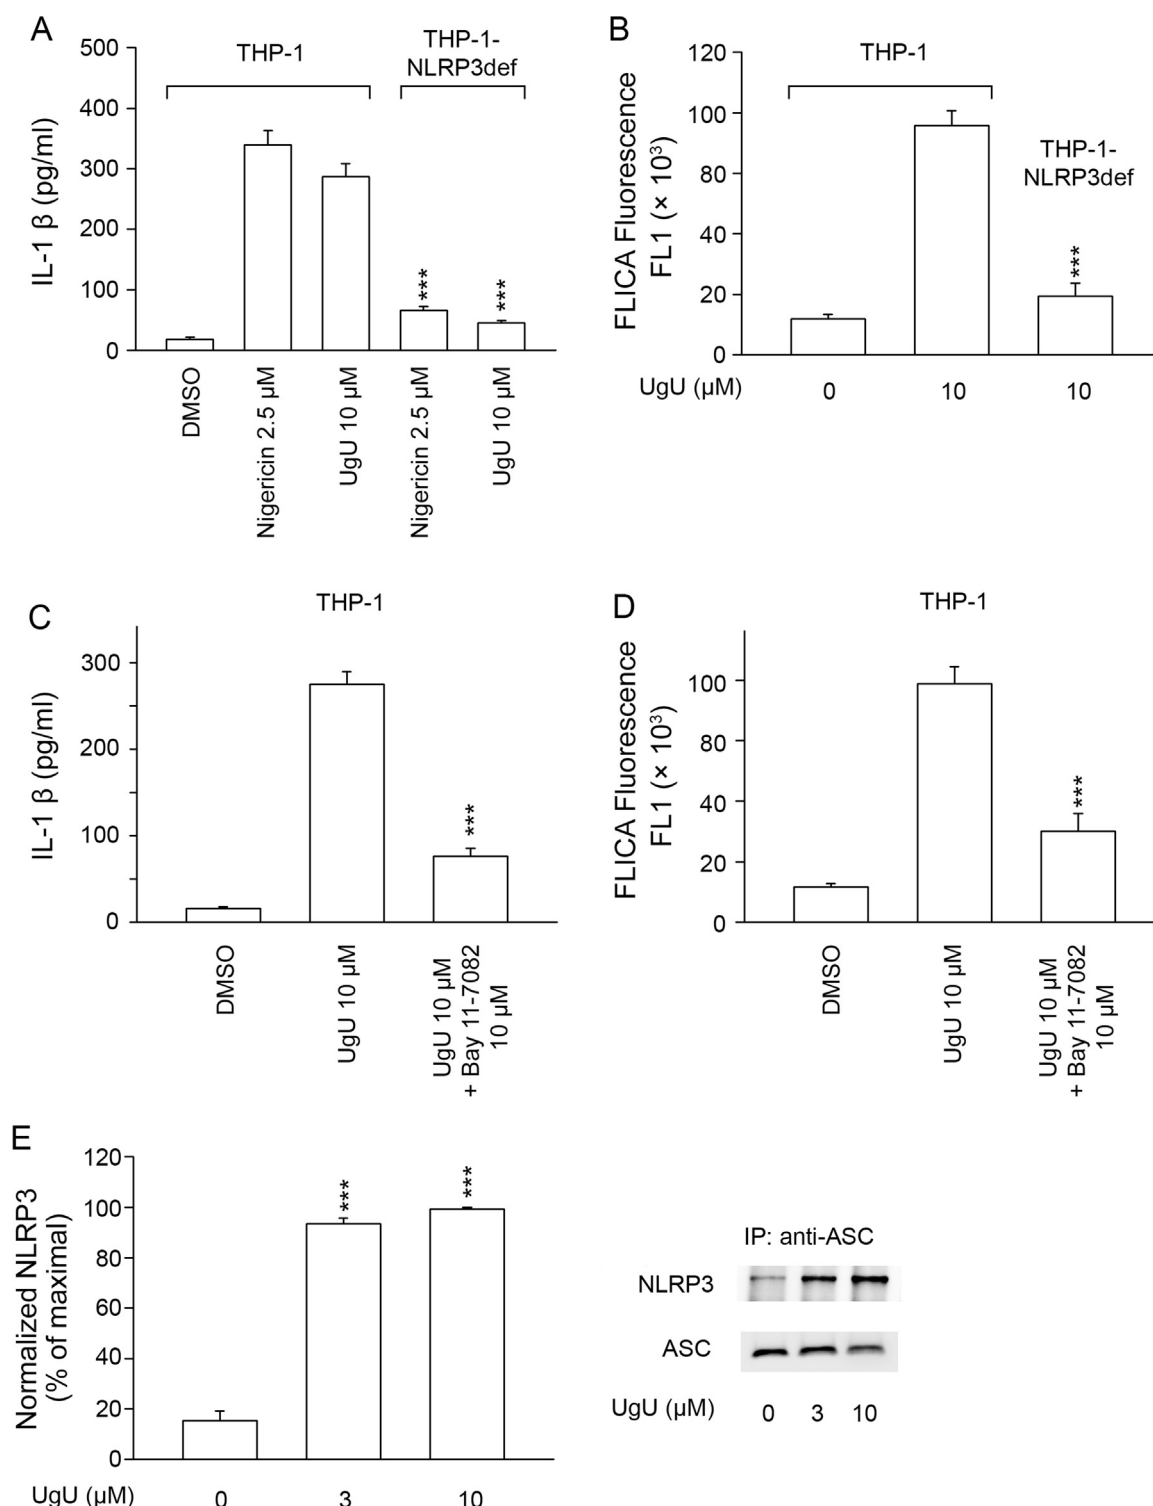 A
THP-1
THP-1-
NLRP3def
500
400
300
200
100
0
IL-1 β (pg/ml)
***
***
DMSO
Nigericin 2.5 µM
UgU 10 µM
Nigericin 2.5 µM
UgU 10 µM
B
THP-1
THP-1-
NLRP3def
120
100
80
40
20
0
FLICA Fluorescence
FL1 (× 10³)
***
UgU (µM)
0
10
10
C
THP-1
300
200
100
0
IL-1 β (pg/ml)
***
DMSO
UgU 10 µM
UgU 10 µM
+ Bay 11-7082
10 µM
D
THP-1
100
80
40
20
0
FLICA Fluorescence
FL1 (× 10³)
***
DMSO
UgU 10 µM
UgU 10 µM
+ Bay 11-7082
10 µM
E
120
100
80
60
40
20
0
Normalized NLRP3
(% of maximal)
***
***
UgU (µM)
0
3
10
IP: anti-ASC
NLRP3
ASC
UgU (µM)
0
3
10